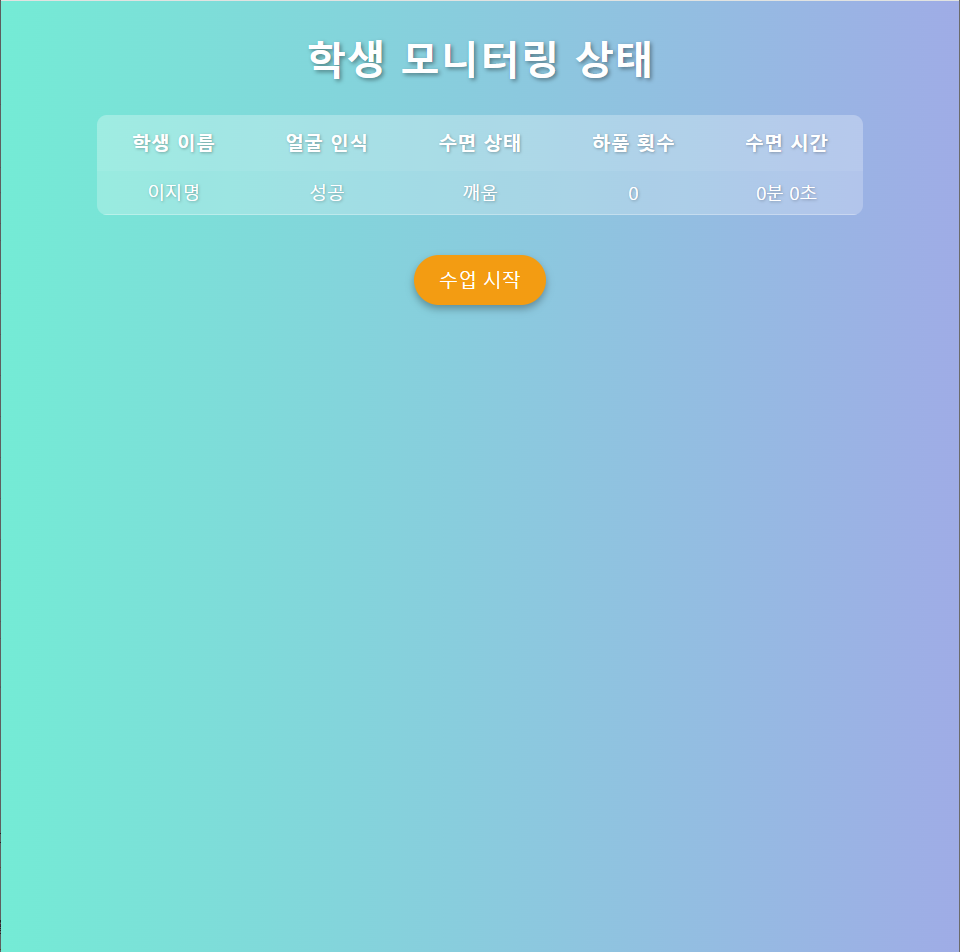 학생 모니터링 상태
학생 이름 얼굴 인식 수면 상태 하품 횟수 수면 시간
이지명 성공 깨움 0 0분 0초
수업 시작